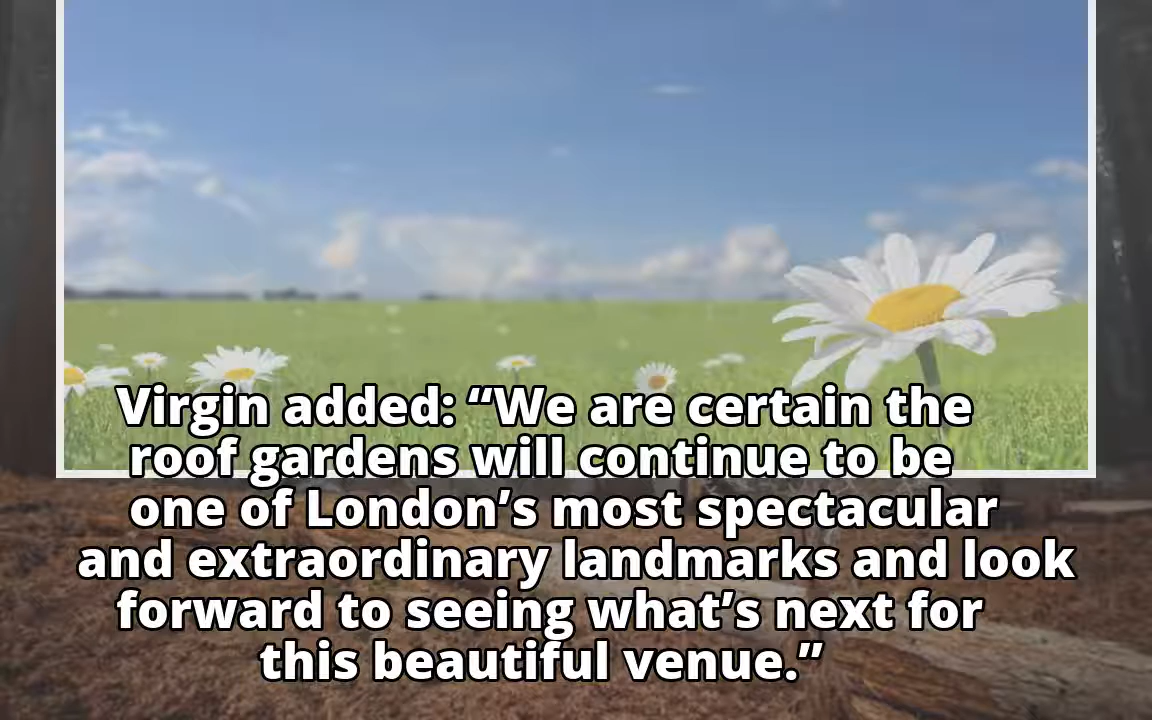 Virgin added: “We are certain the
roof gardens will continue to be
one of London’s most spectacular
and extraordinary landmarks and look
forward to seeing what’s next for
this beautiful venue.”